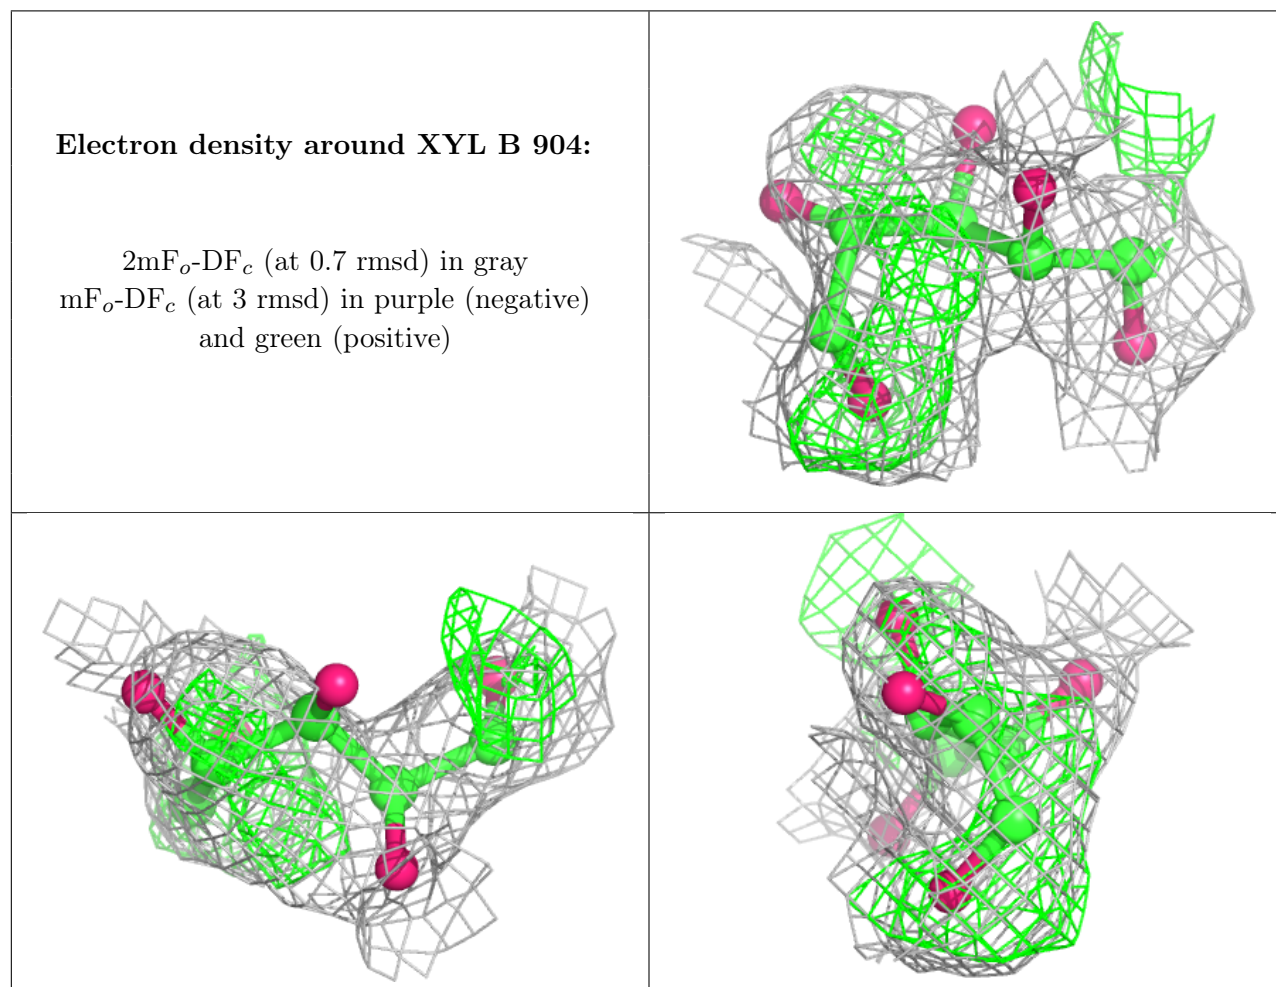 Electron density around XYL B 904:
2mFo-DFc (at 0.7 rmsd) in gray
mFo-DFc (at 3 rmsd) in purple (negative)
and green (positive)